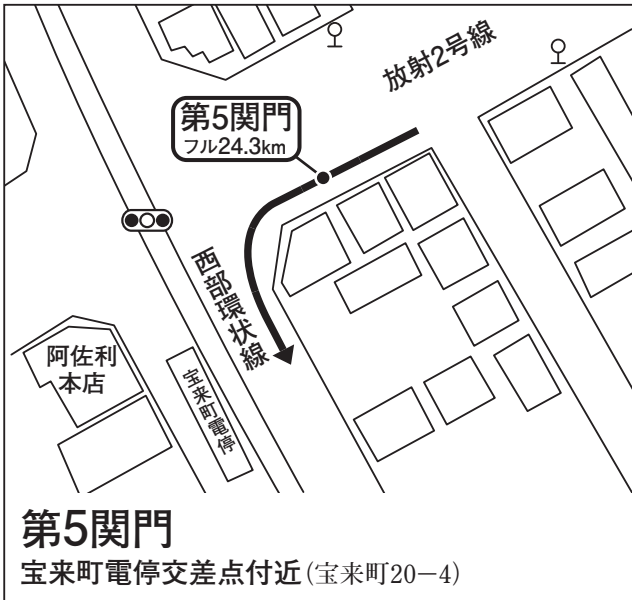 放射2号線
第5関門
フル24.3km
西部環状線
阿佐利
本店
宝来町電停
第5関門
宝来町電停交差点付近(宝来町20−4)